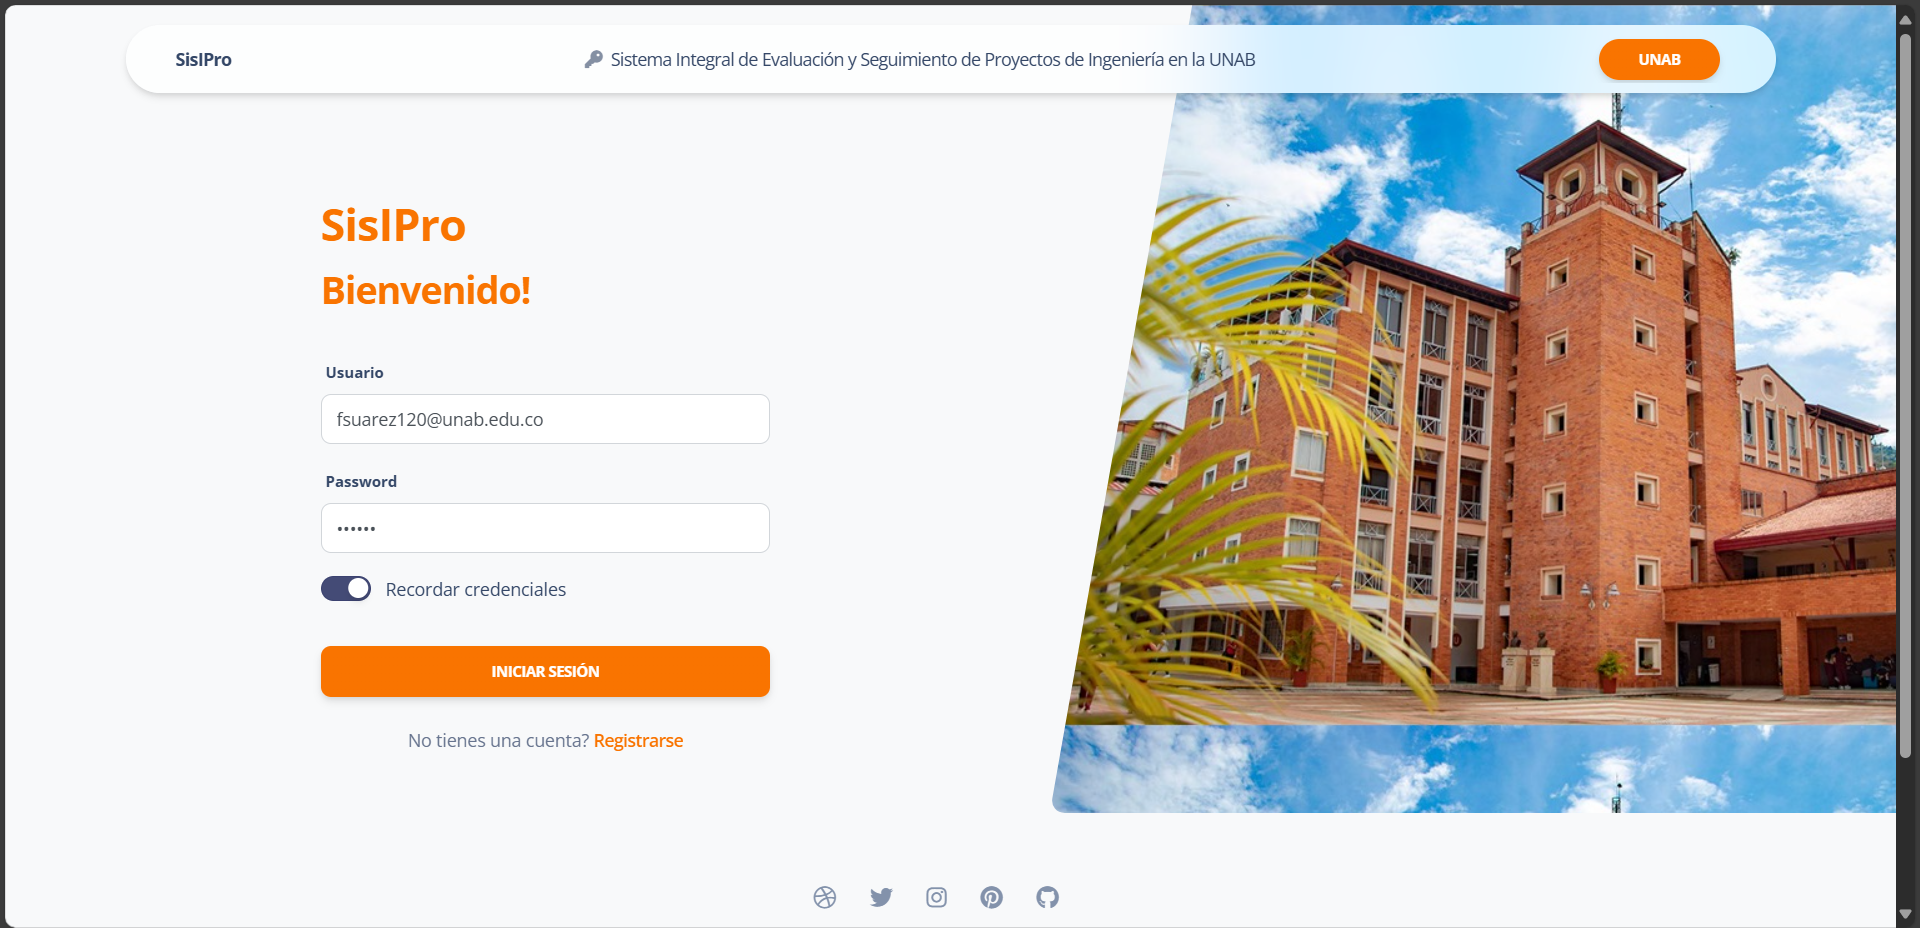 SisIPro
Sistema Integral de Evaluación y Seguimiento de Proyectos de Ingeniería en la UNAB
UNAB
SisIPro
Bienvenido!
Usuario
fsuarez120@unab.edu.co
Password
••••••
Recordar credenciales
INICIAR SESIÓN
No tienes una cuenta? Registrarse